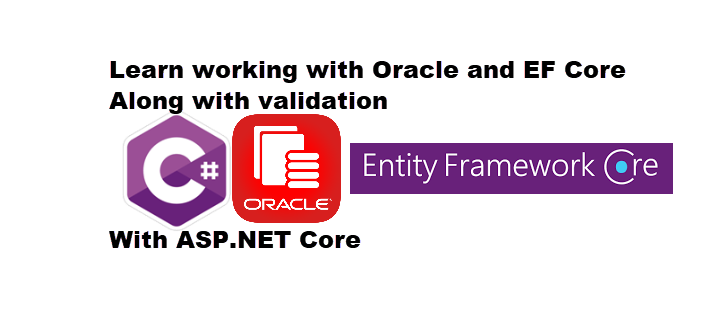 Learn working with Oracle and EF Core
Along with validation
C#
ORACLE
Entity Framework Core
With ASP.NET Core